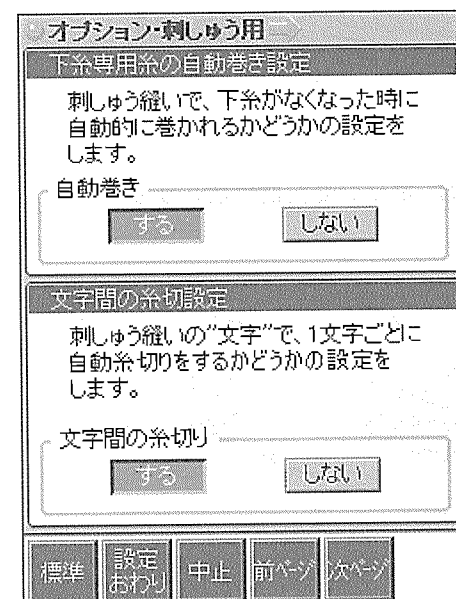 オプション・刺しゅう用
下糸専用糸の自動巻き設定
刺しゅう縫いで、下糸がなくなった時に
自動的に巻かれるかどうかの設定を
します。
自動巻き
する しない
文字間の糸切設定
刺しゅう縫いの"文字"で、1文字ごとに
自動糸切りをするかどうかの設定を
します。
文字間の糸切り
する しない
標準 設定おわり 中止 前ページ 次ページ